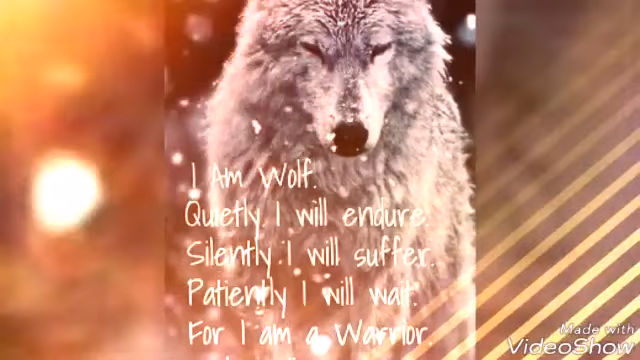 I Am Wolf.
Quietly I will endure.
Silently I will suffer.
Patiently I will wait.
For I am a Warrior
Made with
VideoShow